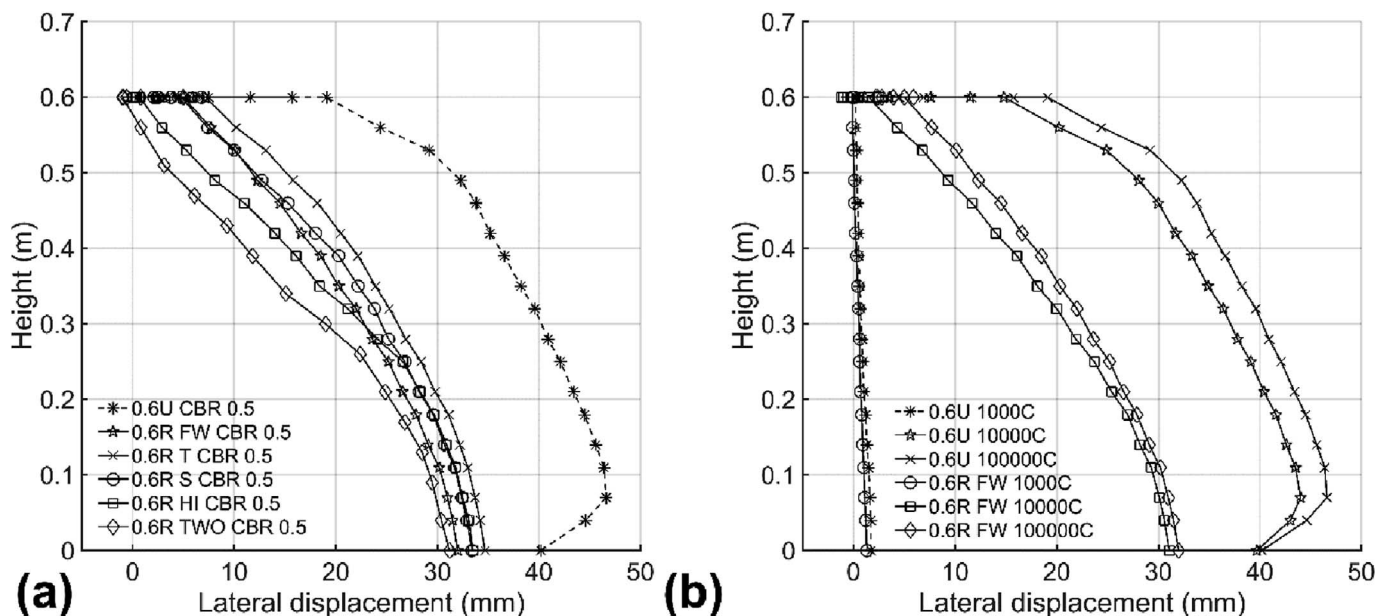 0.7
0.6
0.5
0.4
0.3
0.2
0.1
0
Height (m)
0.6U CBR 0.5
0.6R FW CBR 0.5
0.6R T CBR 0.5
0.6R S CBR 0.5
0.6R HI CBR 0.5
0.6R TWO CBR 0.5
0 10 20 30 40 50
Lateral displacement (mm)
(a)
0.7
0.6
0.5
0.4
0.3
0.2
0.1
0
Height (m)
0.6U 1000C
0.6U 10000C
0.6U 100000C
0.6R FW 1000C
0.6R FW 10000C
0.6R FW 100000C
0 10 20 30 40 50
Lateral displacement (mm)
(b)